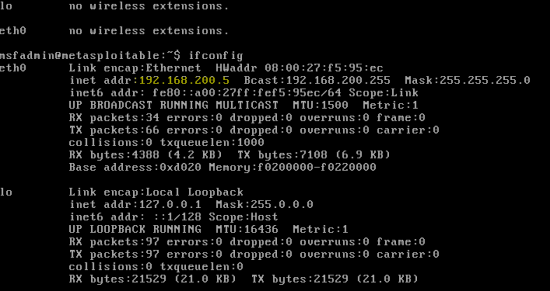 lo no wireless extensions.
eth0 no wireless extensions.
msfadmin@metasploitable:~$ ifconfig
eth0 Link encap:Ethernet HWaddr 08:00:27:f5:95:ec
inet addr:192.168.200.5 Bcast:192.168.200.255 Mask:255.255.255.0
inet6 addr: fe80::a00:27ff:fef5:95ec/64 Scope:Link
UP BROADCAST RUNNING MULTICAST MTU:1500 Metric:1
RX packets:34 errors:0 dropped:0 overruns:0 frame:0
TX packets:66 errors:0 dropped:0 overruns:0 carrier:0
collisions:0 txqueuelen:1000
RX bytes:4388 (4.2 KB) TX bytes:7108 (6.9 KB)
Base address:0xd020 Memory:f0200000-f0220000
lo Link encap:Local Loopback
inet addr:127.0.0.1 Mask:255.0.0.0
inet6 addr: ::1/128 Scope:Host
UP LOOPBACK RUNNING MTU:16436 Metric:1
RX packets:97 errors:0 dropped:0 overruns:0 frame:0
TX packets:97 errors:0 dropped:0 overruns:0 carrier:0
collisions:0 txqueuelen:0
RX bytes:21529 (21.0 KB) TX bytes:21529 (21.0 KB)